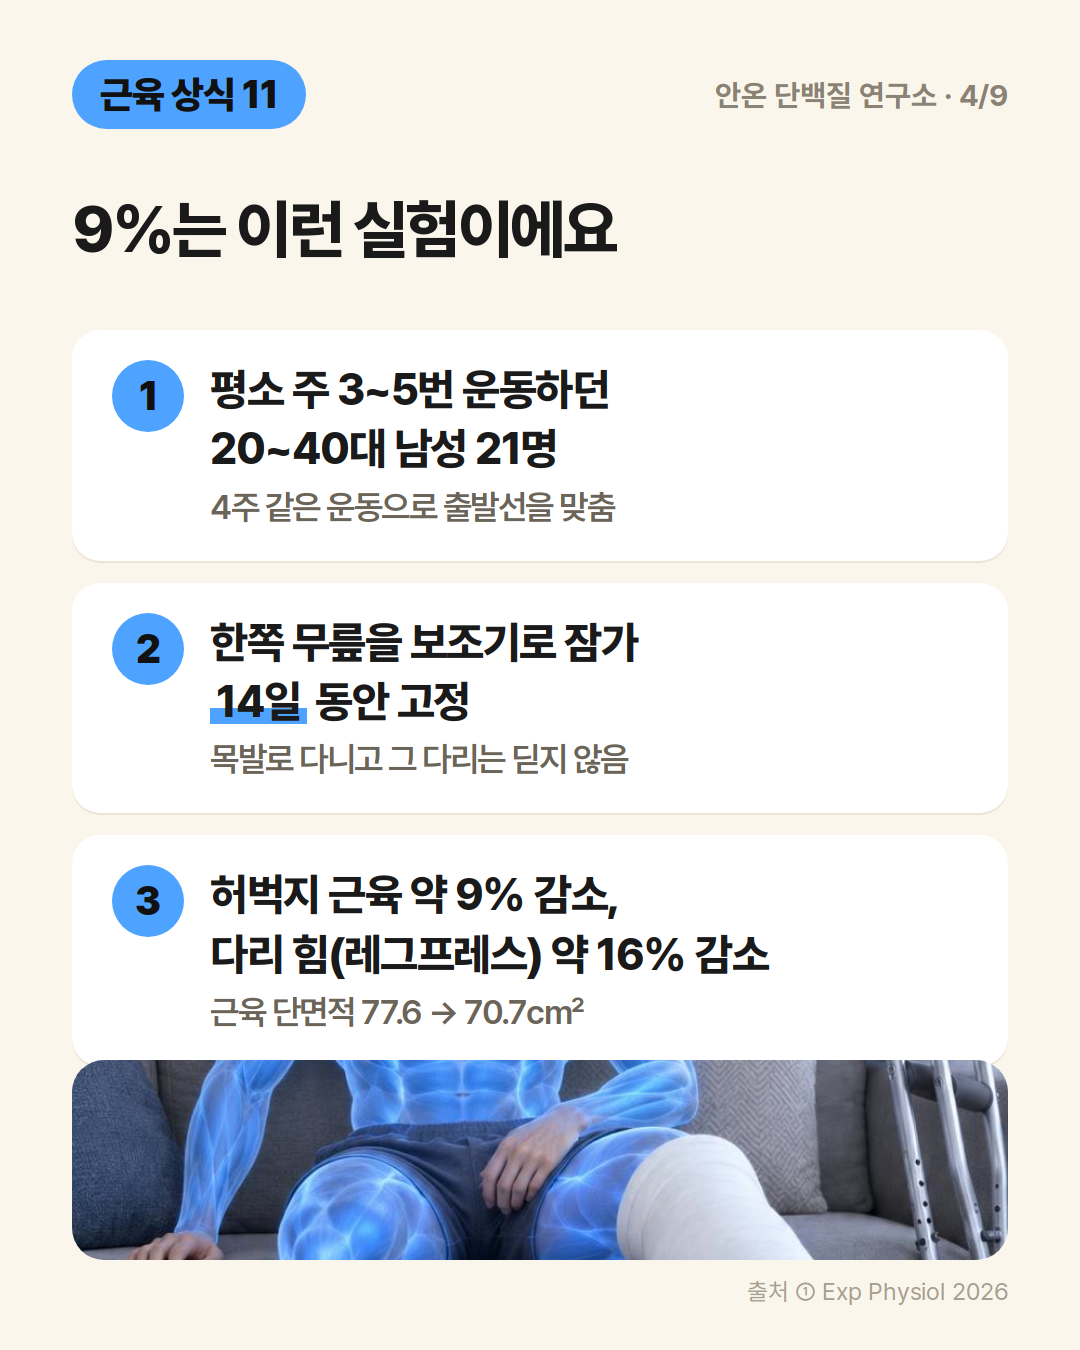 근육 상식 11
안온 단백질 연구소 · 4/9
9%는 이런 실험이에요
1
평소 주 3~5번 운동하던
20~40대 남성 21명
4주 같은 운동으로 출발선을 맞춤
2
한쪽 무릎을 보조기로 잠가
14일 동안 고정
목발로 다니고 그 다리는 딛지 않음
3
허벅지 근육 약 9% 감소,
다리 힘(레그프레스) 약 16% 감소
근육 단면적 77.6 → 70.7cm²
출처 ① Exp Physiol 2026